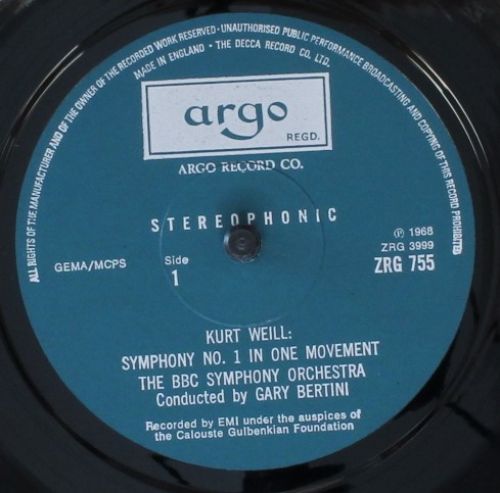 ALL RIGHTS OF THE MANUFACTURER AND OF THE OWNER OF THE RECORDED WORK RESERVED · UNAUTHORISED PUBLIC PERFORMANCE BROADCASTING AND COPYING OF THIS RECORD PROHIBITED
MADE IN ENGLAND · THE DECCA RECORD CO. LTD.
argo
REGD.
ARGO RECORD CO.
STEREOPHONIC
℗ 1968
ZRG 3999
GEMA/MCPS
Side
1
ZRG 755
KURT WEILL:
SYMPHONY NO. 1 IN ONE MOVEMENT
THE BBC SYMPHONY ORCHESTRA
Conducted by GARY BERTINI
Recorded by EMI under the auspices of
the Calouste Gulbenkian Foundation